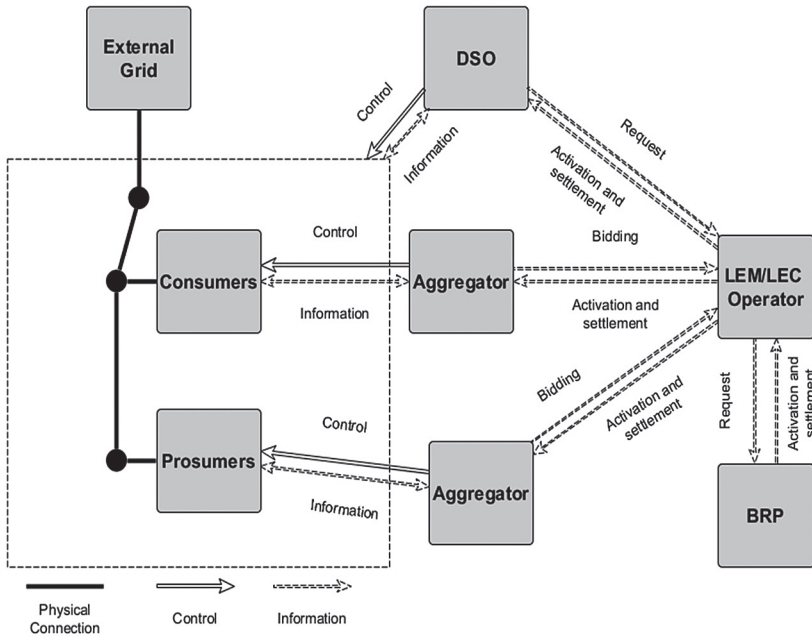 External
Grid
DSO
Control
Information
Request
Activation and
settlement
Control
Bidding
Consumers
Aggregator
LEM/LEC
Operator
Information
Activation and
settlement
Bidding
Activation and
settlement
Request
Activation and
settlement
Control
Prosumers
Aggregator
Information
BRP
Physical
Connection
Control
Information